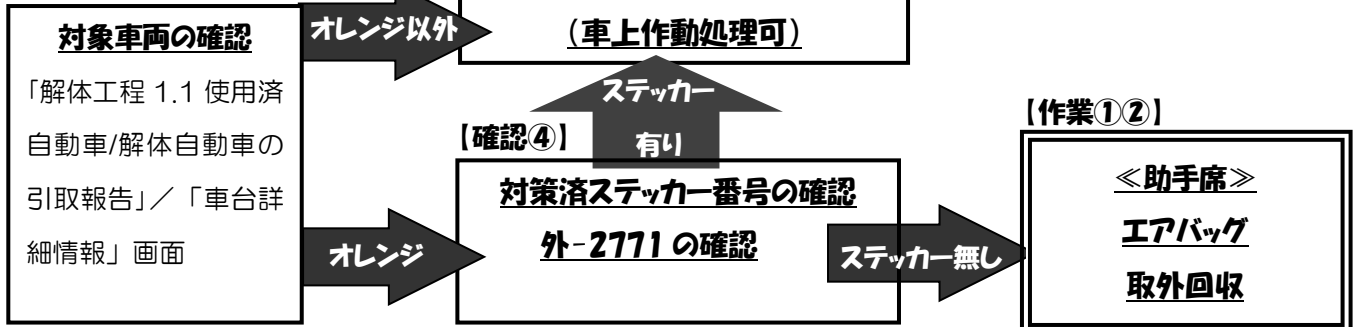 対象車両の確認
「解体工程 1.1 使用済
自動車/解体自動車の
引取報告」／「車台詳
細情報」画面
オレンジ以外
(車上作動処理可)
ステッカー
有り
オレンジ
【確認④】
対策済ステッカー番号の確認
外-2771 の確認
ステッカー無し
【作業①②】
≪助手席≫
エアバッグ
取外回収